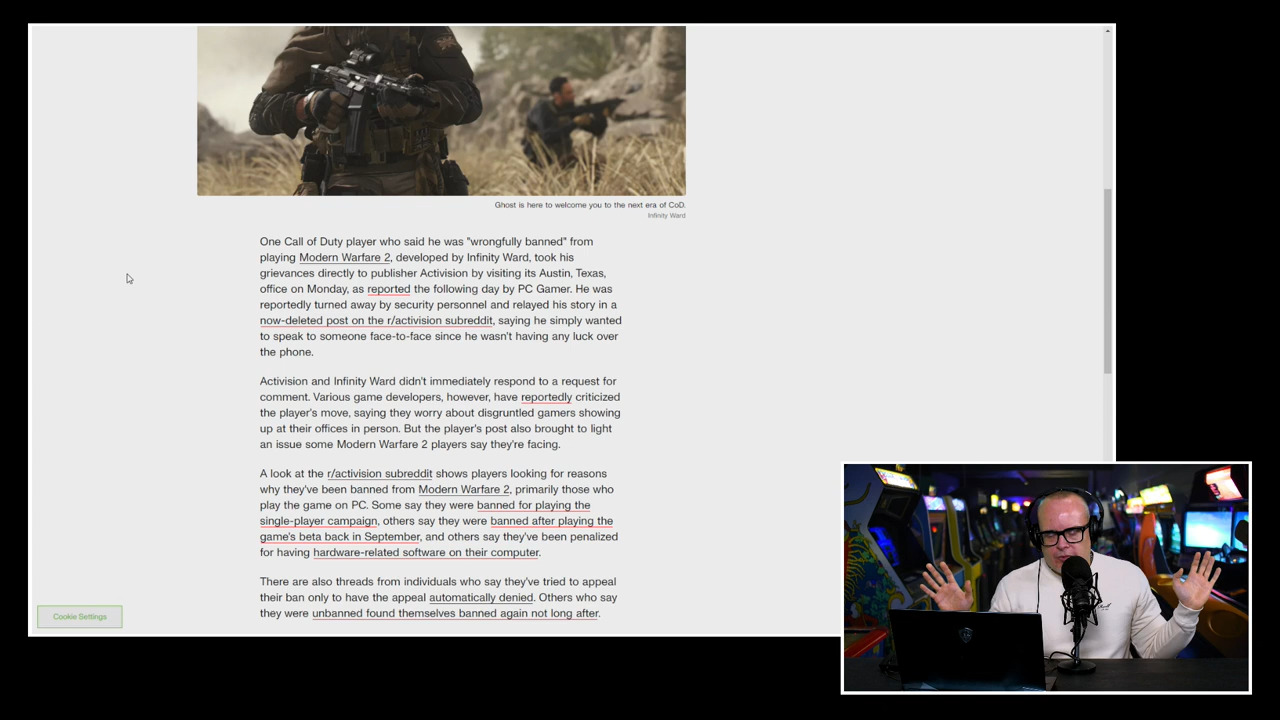 Ghost is here to welcome you to the next era of CoD.
Infinity Ward
One Call of Duty player who said he was "wrongfully banned" from
playing Modern Warfare 2, developed by Infinity Ward, took his
grievances directly to publisher Activision by visiting its Austin, Texas,
office on Monday, as reported the following day by PC Gamer. He was
reportedly turned away by security personnel and relayed his story in a
now-deleted post on the r/activision subreddit, saying he simply wanted
to speak to someone face-to-face since he wasn't having any luck over
the phone.
Activision and Infinity Ward didn't immediately respond to a request for
comment. Various game developers, however, have reportedly criticized
the player's move, saying they worry about disgruntled gamers showing
up at their offices in person. But the player's post also brought to light
an issue some Modern Warfare 2 players say they're facing.
A look at the r/activision subreddit shows players looking for reasons
why they've been banned from Modern Warfare 2, primarily those who
play the game on PC. Some say they were banned for playing the
single-player campaign, others say they were banned after playing the
game's beta back in September, and others say they've been penalized
for having hardware-related software on their computer.
There are also threads from individuals who say they've tried to appeal
their ban only to have the appeal automatically denied. Others who say
they were unbanned found themselves banned again not long after.
Cookie Settings